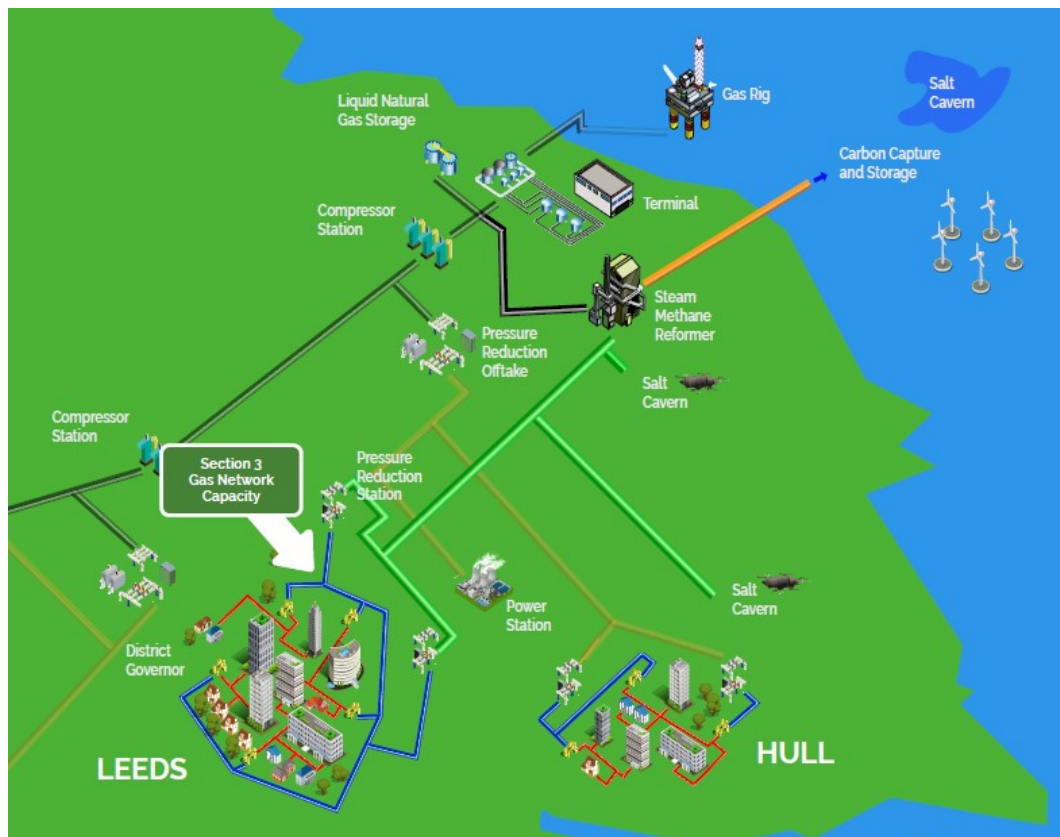 Gas Rig
Salt
Cavern
Liquid Natural
Gas Storage
Carbon Capture
and Storage
Terminal
Compressor
Station
Steam
Methane
Reformer
Pressure
Reduction
Offtake
Salt
Cavern
Compressor
Station
Section 3
Gas Network
Capacity
Pressure
Reduction
Station
Salt
Cavern
Power
Station
District
Governor
LEEDS
HULL